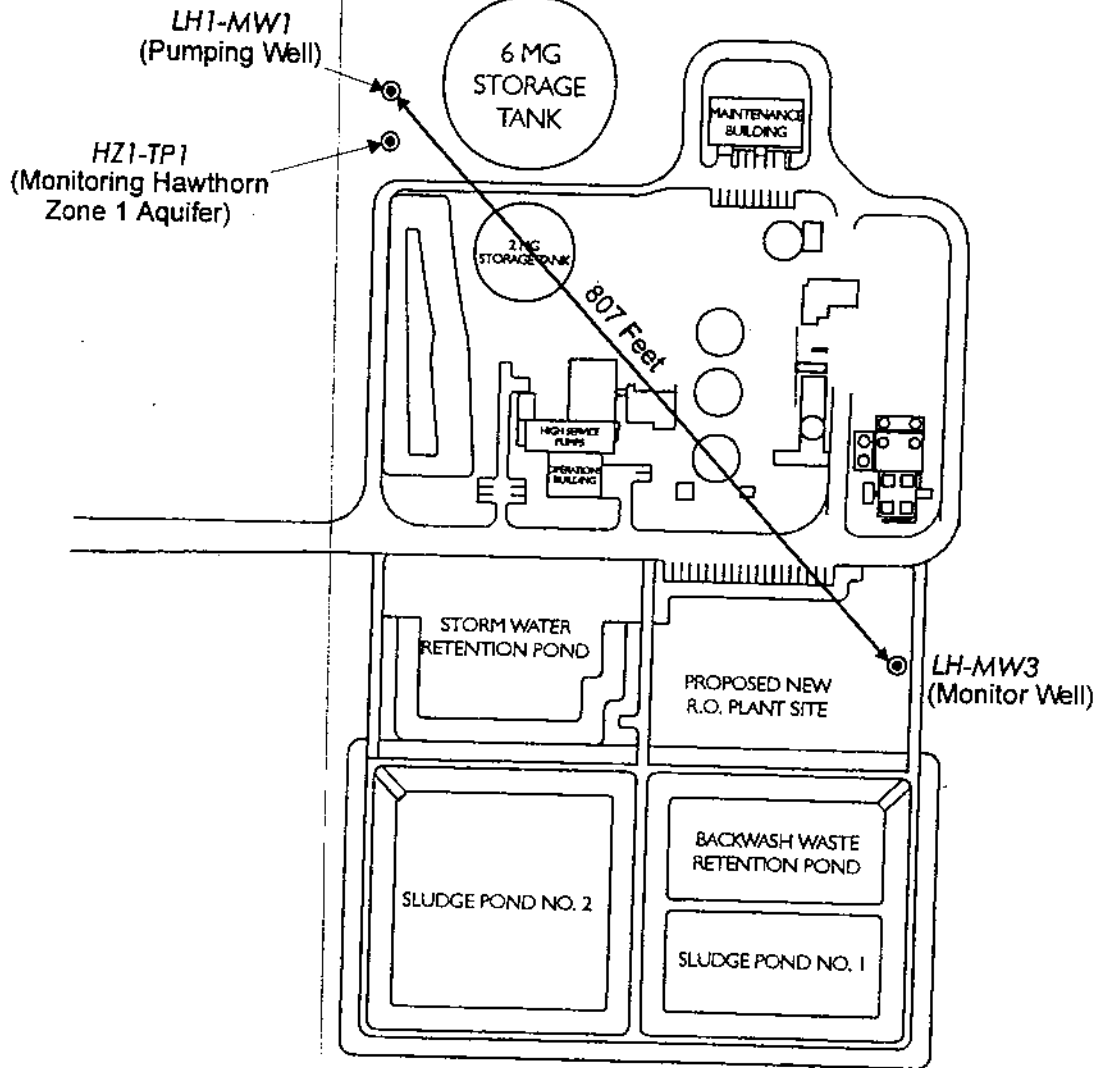 LH1-MW1
(Pumping Well)
6 MG
STORAGE
TANK
MAINTENANCE
BUILDING
HZ1-TP1
(Monitoring Hawthorn
Zone 1 Aquifer)
2 MG
STORAGE TANK
807 Feet
HIGH SERVICE
PUMPS
OPERATIONS
BUILDING
STORM WATER
RETENTION POND
PROPOSED NEW
R.O. PLANT SITE
LH-MW3
(Monitor Well)
BACKWASH WASTE
RETENTION POND
SLUDGE POND NO. 2
SLUDGE POND NO. 1